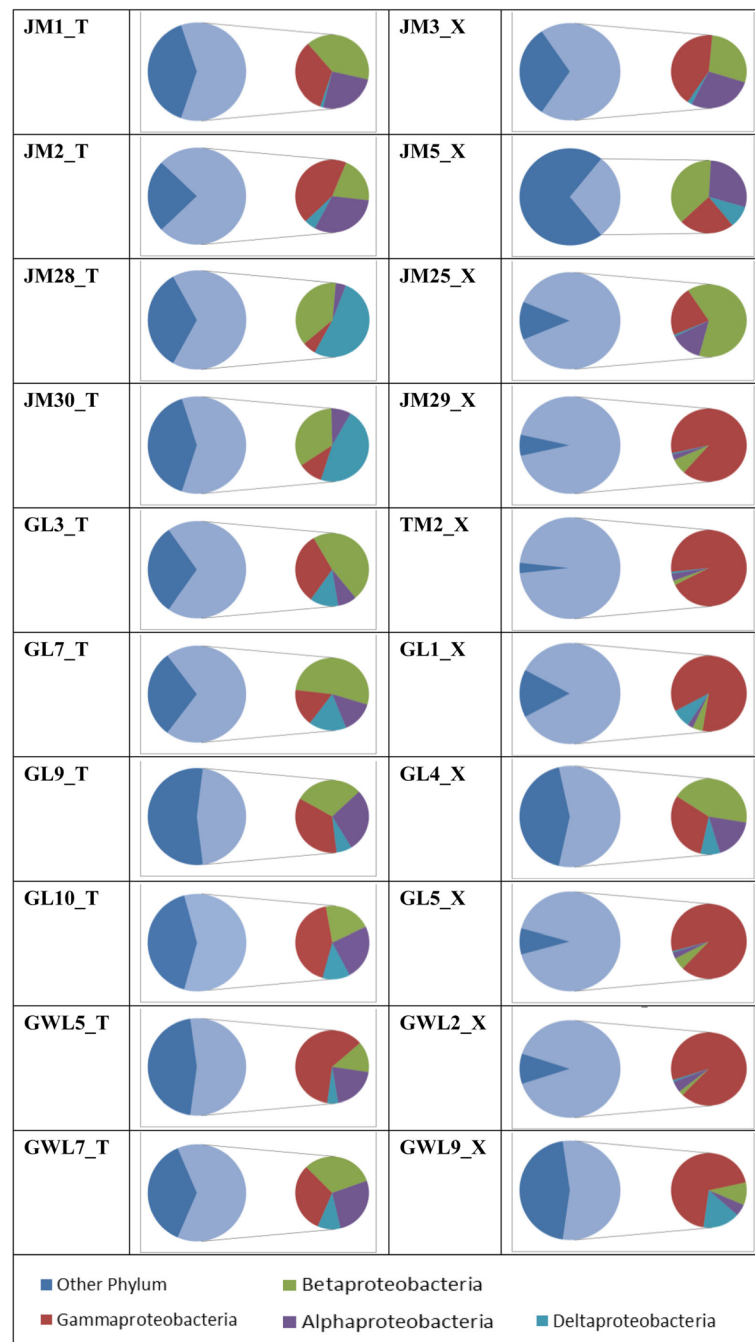 JM1_T JM3_X
JM2_T JM5_X
JM28_T JM25_X
JM30_T JM29_X
GL3_T TM2_X
GL7_T GL1_X
GL9_T GL4_X
GL10_T GL5_X
GWL5_T GWL2_X
GWL7_T GWL9_X
Other Phylum Betaproteobacteria
Gammaproteobacteria Alphaproteobacteria Deltaproteobacteria